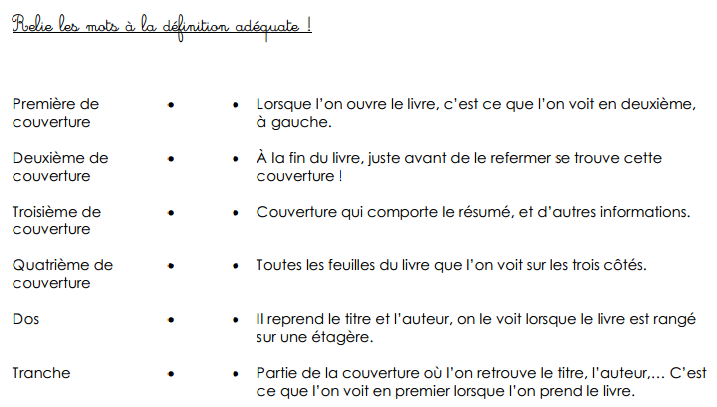 Relie les mots à la définition adéquate !
Première de
couverture
• • Lorsque l'on ouvre le livre, c'est ce que l'on voit en deuxième,
à gauche.
Deuxième de
couverture
• • À la fin du livre, juste avant de le refermer se trouve cette
couverture !
Troisième de
couverture
• • Couverture qui comporte le résumé, et d'autres informations.
Quatrième de
couverture
• • Toutes les feuilles du livre que l'on voit sur les trois côtés.
Dos
• • Il reprend le titre et l'auteur, on le voit lorsque le livre est rangé
sur une étagère.
Tranche
• • Partie de la couverture où l'on retrouve le titre, l'auteur,… C'est
ce que l'on voit en premier lorsque l'on prend le livre.